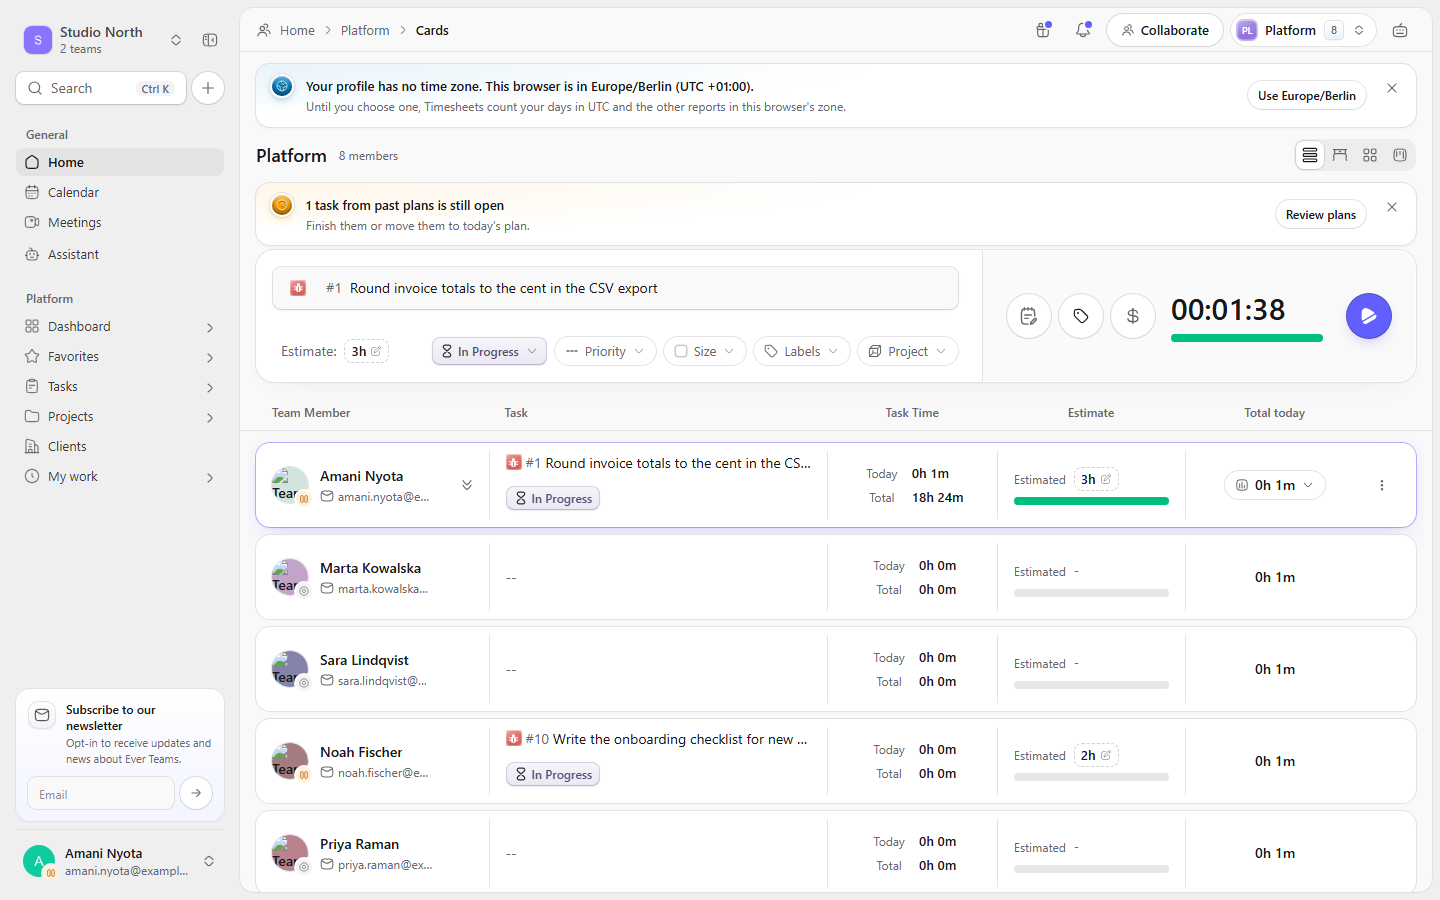 S
Studio North
2 teams
Search
Ctrl K
General
Home
Calendar
Meetings
Assistant
Platform
Dashboard
Favorites
Tasks
Projects
Clients
My work
Subscribe to our
newsletter
Opt-in to receive updates and
news about Ever Teams.
Email
A
Amani Nyota
amani.nyota@exampl...
Home
Platform
Cards
Collaborate
PL
Platform
8
Your profile has no time zone. This browser is in Europe/Berlin (UTC +01:00).
Until you choose one, Timesheets count your days in UTC and the other reports in this browser's zone.
Use Europe/Berlin
Platform 8 members
1 task from past plans is still open
Finish them or move them to today's plan.
Review plans
#1 Round invoice totals to the cent in the CSV export
Estimate: 3h
In Progress
Priority
Size
Labels
Project
00:01:38
Team Member
Task
Task Time
Estimate
Total today
Tear
Amani Nyota
amani.nyota@e...
#1 Round invoice totals to the cent in the CS...
In Progress
Today 0h 1m
Total 18h 24m
Estimated 3h
0h 1m
Tear
Marta Kowalska
marta.kowalska...
--
Today 0h 0m
Total 0h 0m
Estimated -
0h 1m
Tear
Sara Lindqvist
sara.lindqvist@...
--
Today 0h 0m
Total 0h 0m
Estimated -
0h 1m
Tear
Noah Fischer
noah.fischer@e...
#10 Write the onboarding checklist for new ...
In Progress
Today 0h 0m
Total 0h 0m
Estimated 2h
0h 1m
Tear
Priya Raman
priya.raman@ex...
--
Today 0h 0m
Total 0h 0m
Estimated -
0h 1m